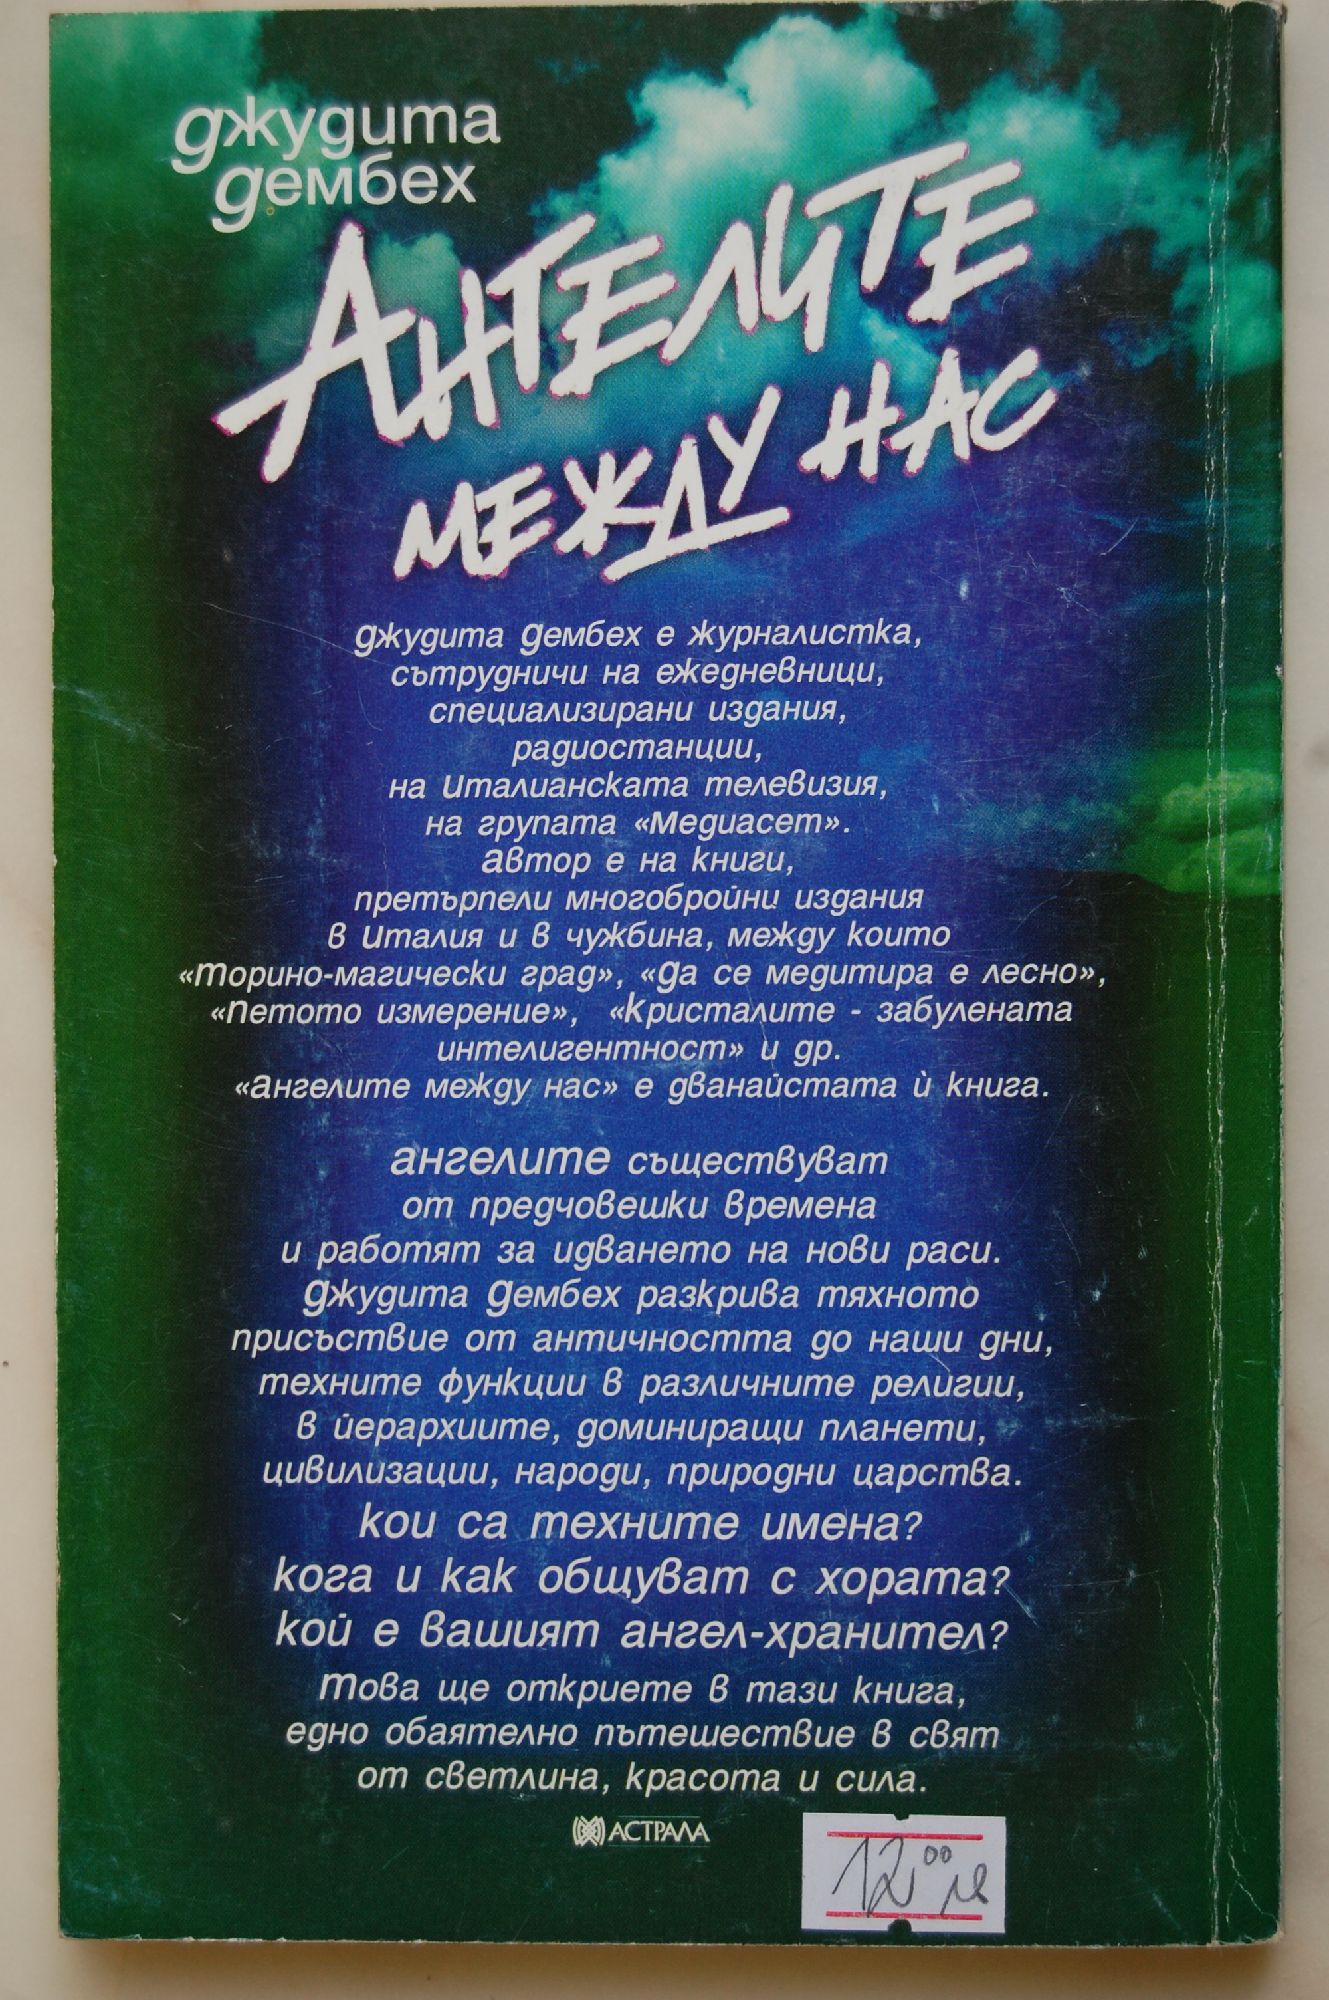 джудита
дембех
АНГЕЛИТЕ
МЕЖДУ НАС
джудита дембех е журналистка,
сътрудничи на ежедневници,
специализирани издания,
радиостанции,
на италианската телевизия,
на групата «медиасет».
автор е на книги,
претърпели многобройни издания
в италия и в чужбина, между които
«торино-магически град», «да се медитира е лесно»,
«петото измерение», «кристалите - забулената
интелигентност» и др.
«ангелите между нас» е дванайстата ѝ книга.
ангелите съществуват
от предчовешки времена
и работят за идването на нови раси.
джудита дембех разкрива тяхното
присъствие от античността до наши дни,
техните функции в различните религии,
в йерархиите, доминиращи планети,
цивилизации, народи, природни царства.
кои са техните имена?
кога и как общуват с хората?
кой е вашият ангел-хранител?
това ще откриете в тази книга,
едно обаятелно пътешествие в свят
от светлина, красота и сила.
АСТРАЛА
12 00 лв